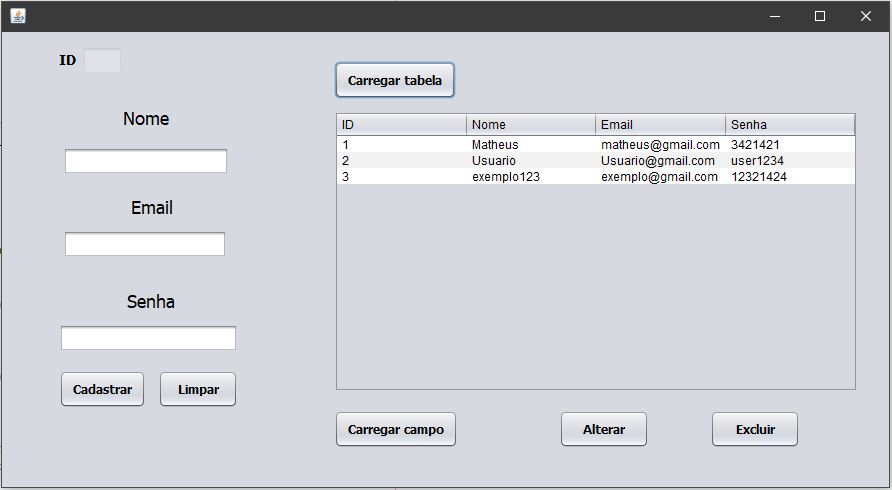 ID
Nome
Email
Senha
Cadastrar Limpar
Carregar tabela
ID Nome Email Senha
1 Matheus matheus@gmail.com 3421421
2 Usuario Usuario@gmail.com user1234
3 exemplo123 exemplo@gmail.com 12321424
Carregar campo Alterar Excluir